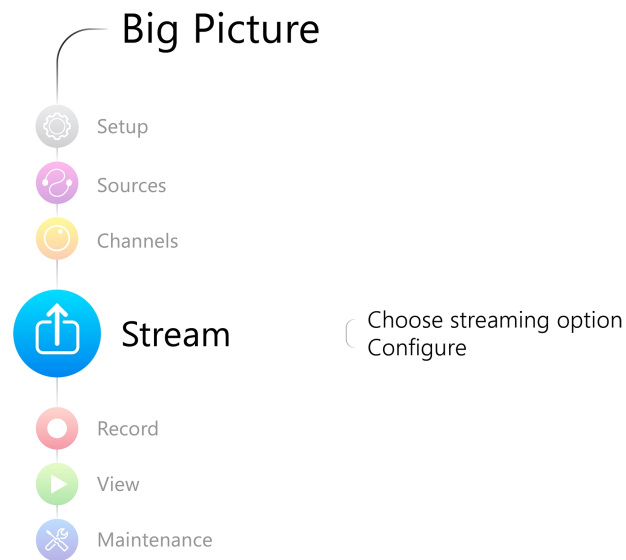 Big Picture
Setup
Sources
Channels
Stream
Choose streaming option
Configure
Record
View
Maintenance